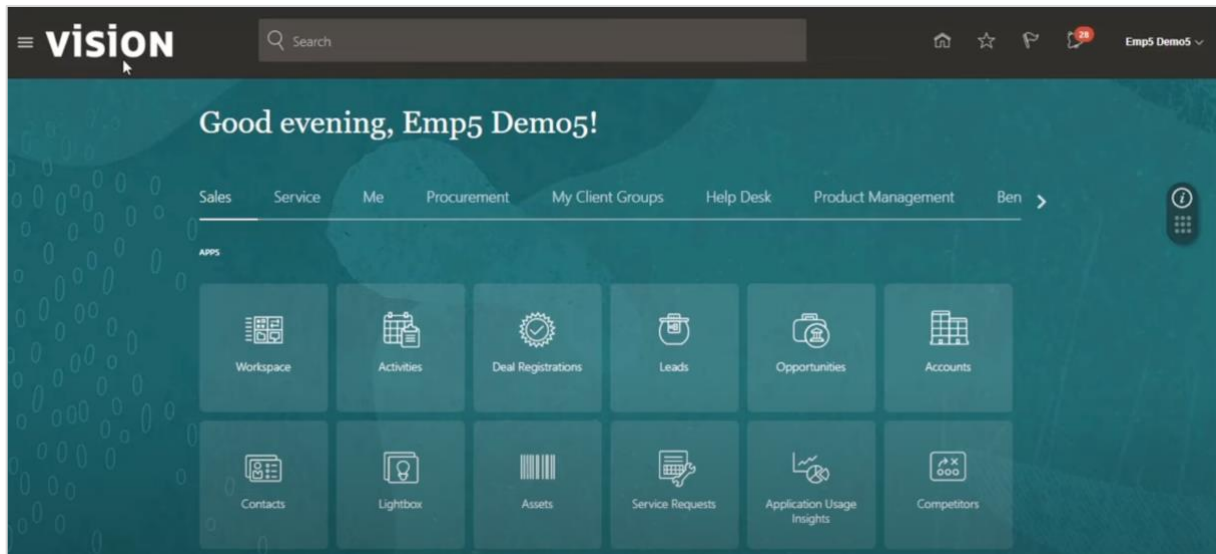 vision
Search
28
Emp5 Demo5
Good evening, Emp5 Demo5!
Sales Service Me Procurement My Client Groups Help Desk Product Management Ben
APPS
Workspace Activities Deal Registrations Leads Opportunities Accounts
Contacts Lightbox Assets Service Requests Application Usage Insights Competitors